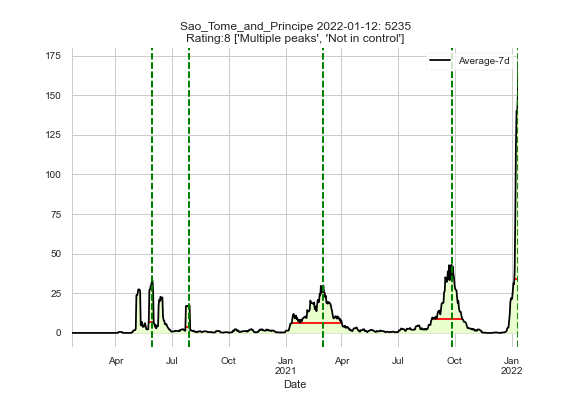 Sao_Tome_and_Principe 2022-01-12: 5235
Rating:8 ['Multiple peaks', 'Not in control']
Average-7d
175
150
125
100
75
50
25
0
Apr
Jul
Oct
Jan
2021
Apr
Jul
Oct
Jan
2022
Date